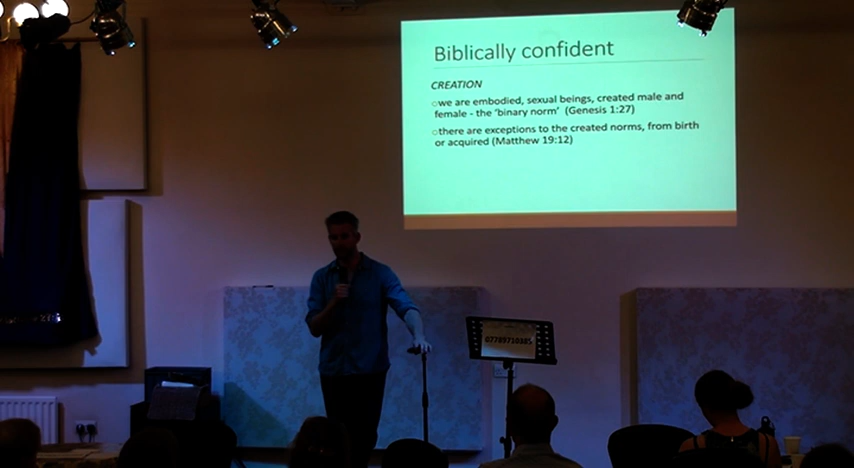 Biblically confident
CREATION
○we are embodied, sexual beings, created male and
female - the 'binary norm' (Genesis 1:27)
○there are exceptions to the created norms, from birth
or acquired (Matthew 19:12)
07789710385